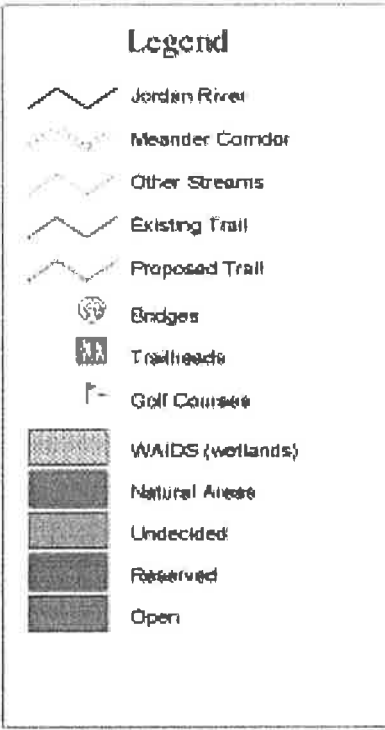 Legend
Jordan River
Meander Corridor
Other Streams
Existing Trail
Proposed Trail
Bridges
Trailheads
Golf Courses
WAIDS (wetlands)
Natural Areas
Undecided
Reserved
Open